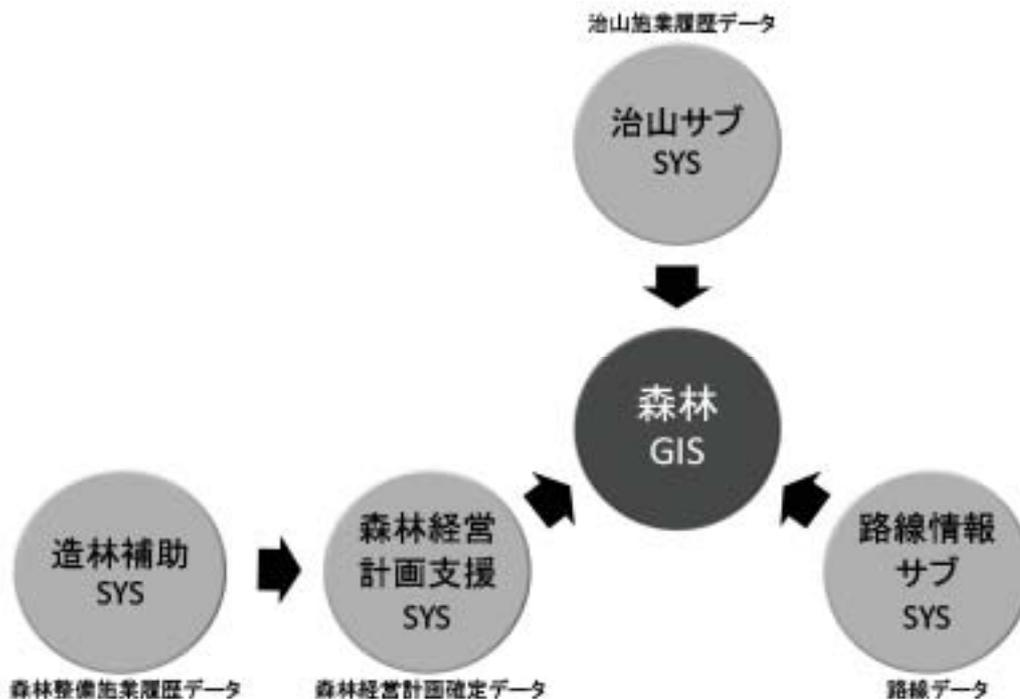 治山施業履歴データ
治山サブ
SYS
森林
GIS
造林補助
SYS
森林整備施業履歴データ
森林経営
計画支援
SYS
森林経営計画確定データ
路線情報
サブ
SYS
路線データ